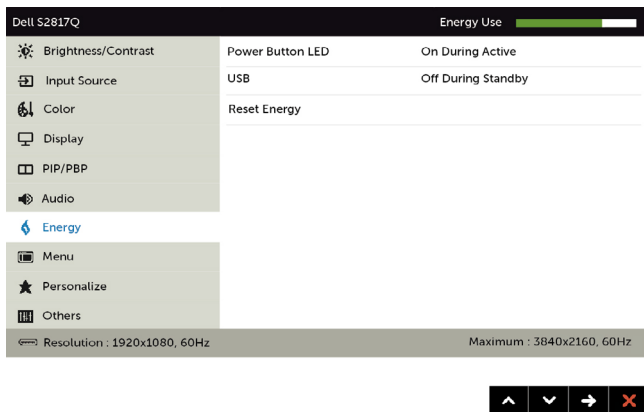 Dell S2817Q Energy Use
Brightness/Contrast Power Button LED On During Active
Input Source USB Off During Standby
Color Reset Energy
Display
PIP/PBP
Audio
Energy
Menu
Personalize
Others
Resolution : 1920x1080, 60Hz Maximum : 3840x2160, 60Hz